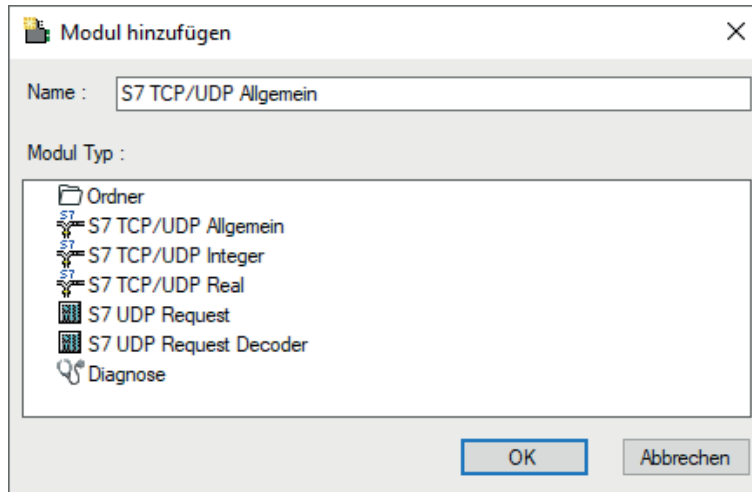 Modul hinzufügen
Name : S7 TCP/UDP Allgemein
Modul Typ :
Ordner
S7 TCP/UDP Allgemein
S7 TCP/UDP Integer
S7 TCP/UDP Real
S7 UDP Request
S7 UDP Request Decoder
Diagnose
OK Abbrechen